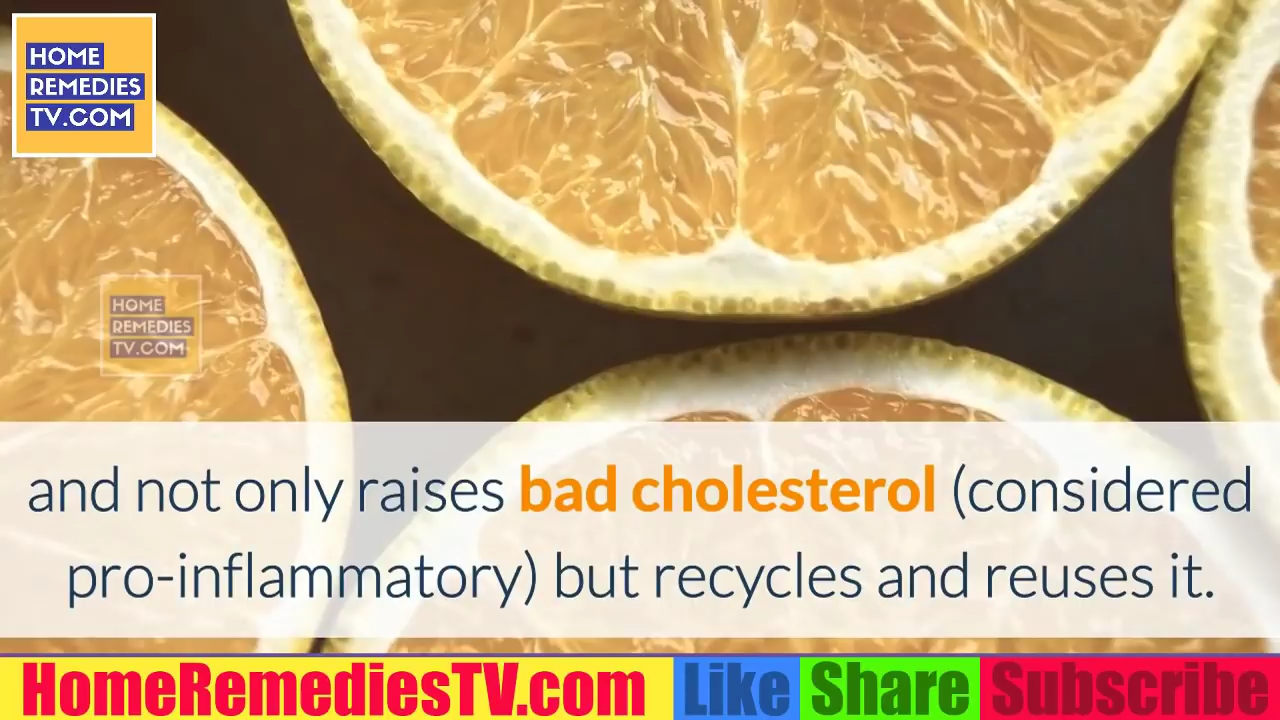 HOME
REMEDIES
TV.COM
HOME
REMEDIES
TV.COM
and not only raises bad cholesterol (considered
pro-inflammatory) but recycles and reuses it.
HomeRemediesTV.com Like Share Subscribe